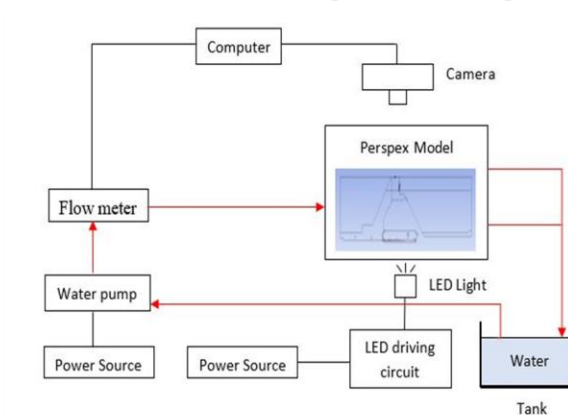 Computer
Camera
Perspex Model
Flow meter
LED Light
Water pump
Power Source
Power Source
LED driving
circuit
Water
Tank